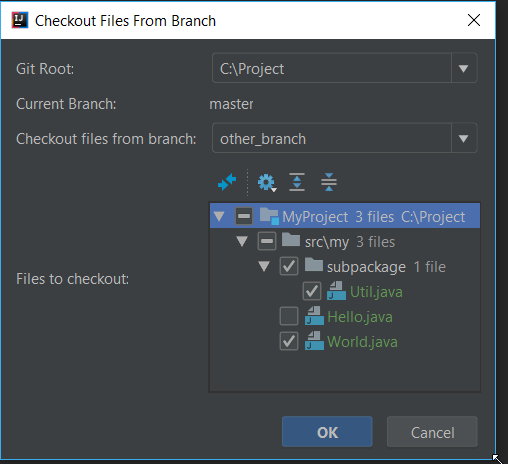 Checkout Files From Branch
Git Root: C:\Project
Current Branch: master
Checkout files from branch: other_branch
MyProject 3 files C:\Project
src\my 3 files
subpackage 1 file
Files to checkout:
Util.java
Hello.java
World.java
OK Cancel